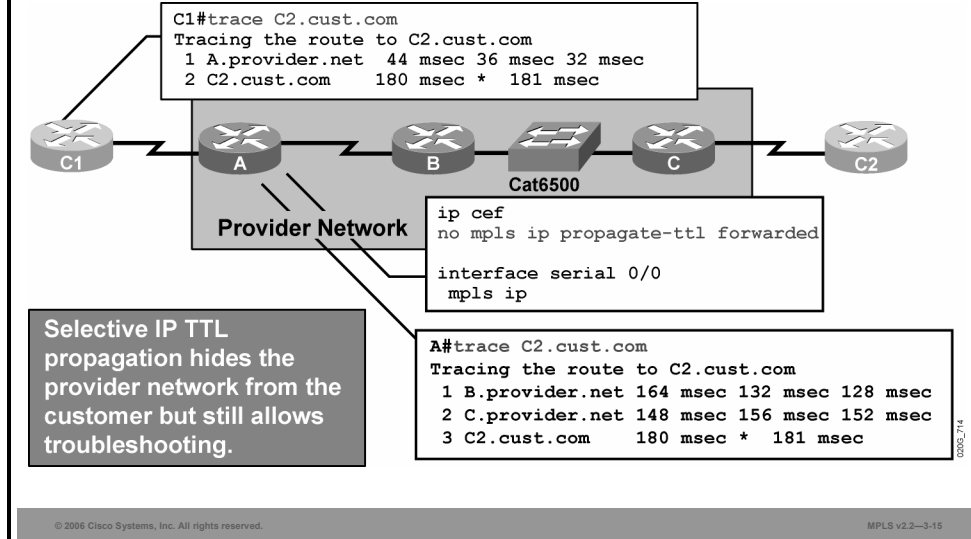 C1#trace C2.cust.com
Tracing the route to C2.cust.com
1 A.provider.net 44 msec 36 msec 32 msec
2 C2.cust.com 180 msec * 181 msec
C1
A
B
Cat6500
C
C2
Provider Network
ip cef
no mpls ip propagate-ttl forwarded
interface serial 0/0
mpls ip
Selective IP TTL
propagation hides the
provider network from the
customer but still allows
troubleshooting.
A#trace C2.cust.com
Tracing the route to C2.cust.com
1 B.provider.net 164 msec 132 msec 128 msec
2 C.provider.net 148 msec 156 msec 152 msec
3 C2.cust.com 180 msec * 181 msec
020G_714
© 2006 Cisco Systems, Inc. All rights reserved.
MPLS v2.2—3-15